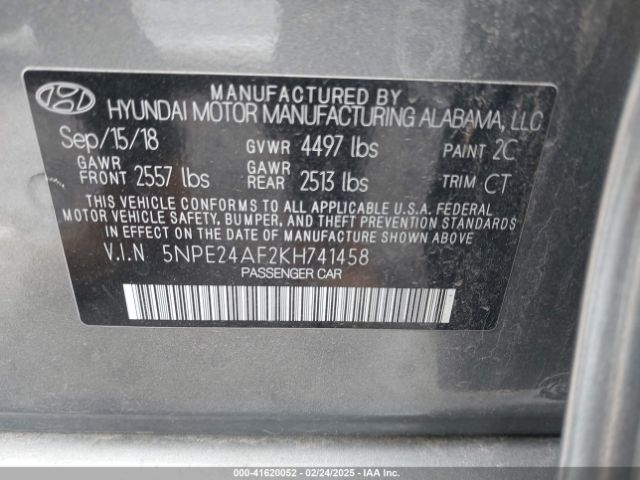 MANUFACTURED BY
HYUNDAI MOTOR MANUFACTURING ALABAMA, LLC
Sep/15/18 GVWR 4497 lbs PAINT 2C
GAWR FRONT 2557 lbs GAWR REAR 2513 lbs TRIM CT
THIS VEHICLE CONFORMS TO ALL APPLICABLE U.S.A. FEDERAL
MOTOR VEHICLE SAFETY, BUMPER, AND THEFT PREVENTION STANDARDS
IN EFFECT ON THE DATE OF MANUFACTURE SHOWN ABOVE
V.I.N 5NPE24AF2KH741458
PASSENGER CAR
000-41620052 - 02/24/2025 - IAAI.COM